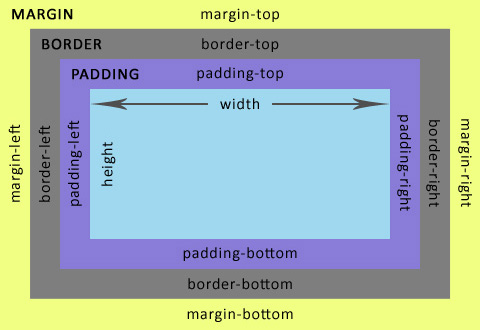 MARGIN
margin-top
BORDER
border-top
PADDING
padding-top
width
margin-left
border-left
padding-left
height
padding-right
border-right
margin-right
padding-bottom
border-bottom
margin-bottom